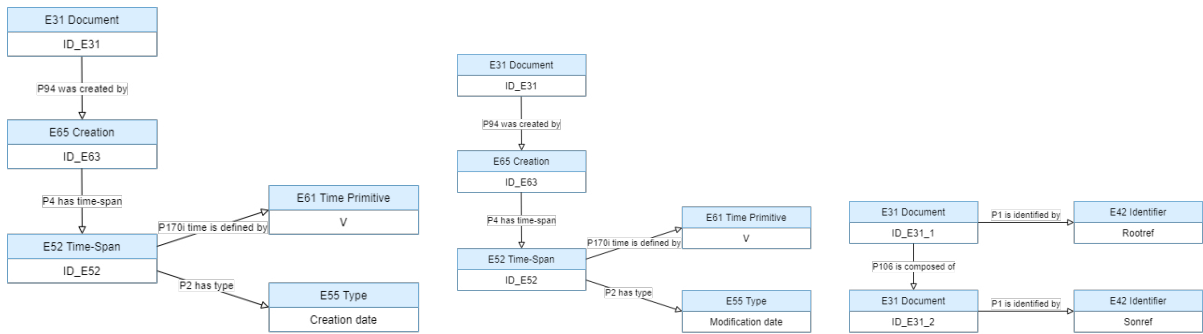 E31 Document
ID_E31
P94 was created by
E65 Creation
ID_E63
P4 has time-span
E61 Time Primitive
V
P170i time is defined by
E52 Time-Span
ID_E52
P2 has type
E55 Type
Creation date
E31 Document
ID_E31
P94 was created by
E65 Creation
ID_E63
P4 has time-span
E61 Time Primitive
V
P170i time is defined by
E52 Time-Span
ID_E52
P2 has type
E55 Type
Modification date
E31 Document
ID_E31_1
P1 is identified by
E42 Identifier
Rootref
P106 is composed of
E31 Document
ID_E31_2
P1 is identified by
E42 Identifier
Sonref